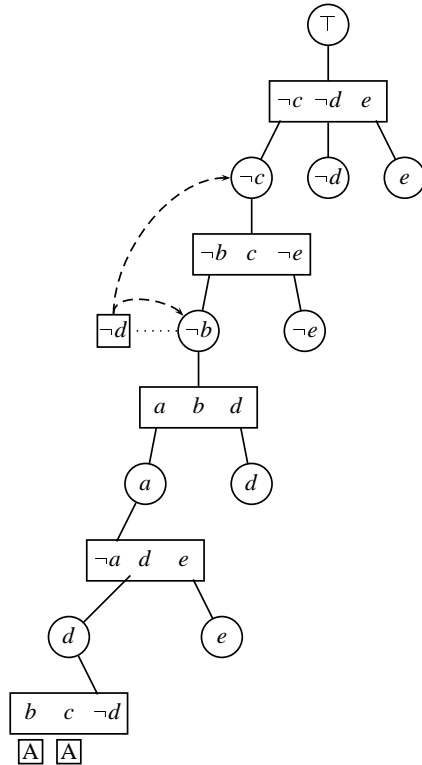 ⊤
¬c ¬d e
¬c ¬d e
¬b c ¬e
¬d ¬b ¬e
a b d
a d
¬a d e
d e
b c ¬d
A A